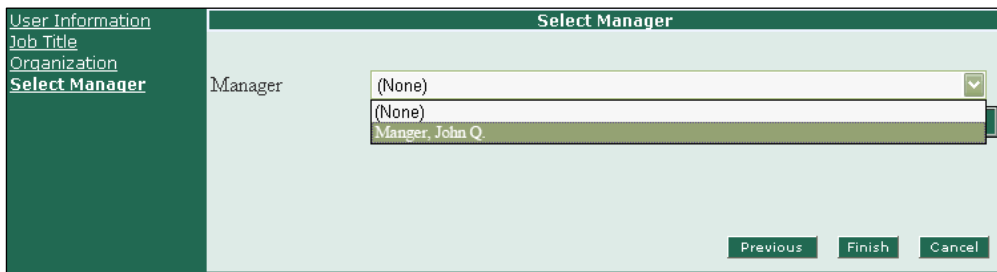 User Information
Job Title
Organization
Select Manager
Select Manager
Manager
(None)
(None)
Manger, John Q.
Previous
Finish
Cancel